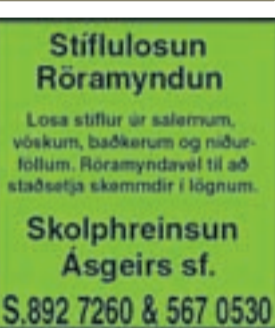 Stíflulosun
Röramyndun
Losa stíflur úr salernum,
vöskum, baðkerum og niður-
föllum. Röramyndavél til að
staðsetja skemmdir í lögnum.
Skolphreinsun
Ásgeirs sf.
S.892 7260 & 567 0530